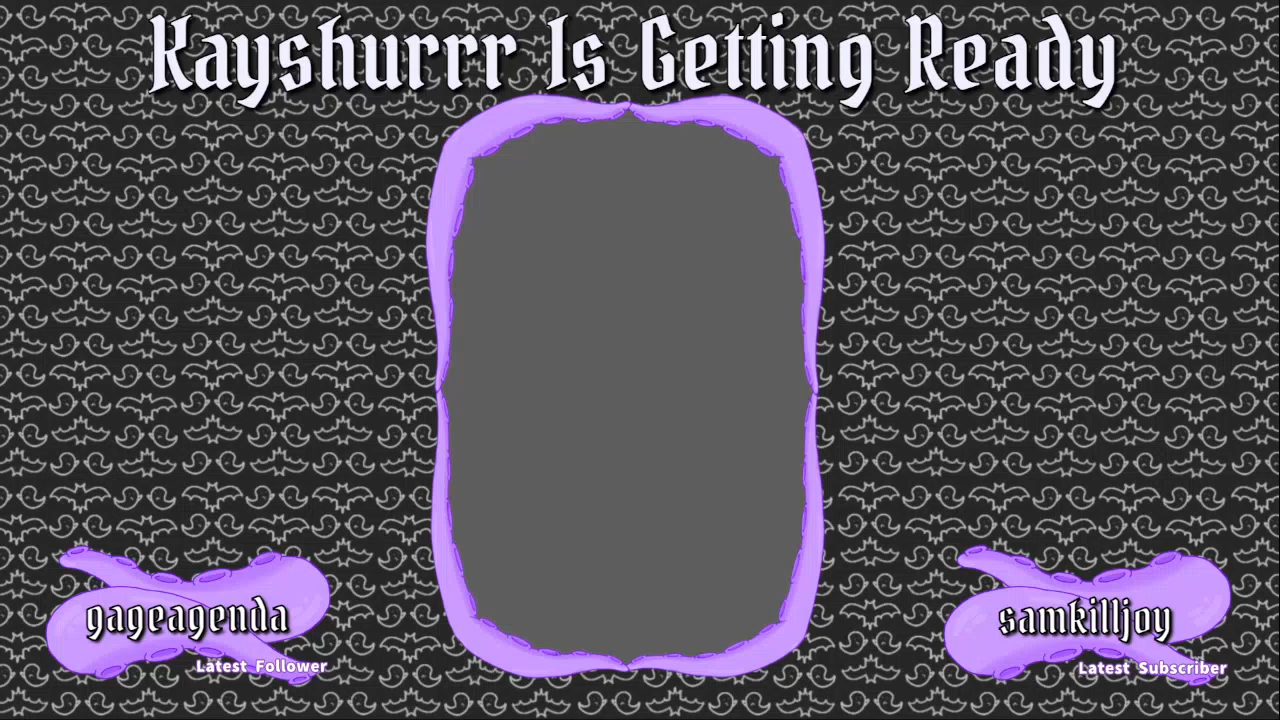 Kayshurrr Is Getting Ready
gageagenda
Latest Follower
samkilljoy
Latest Subscriber